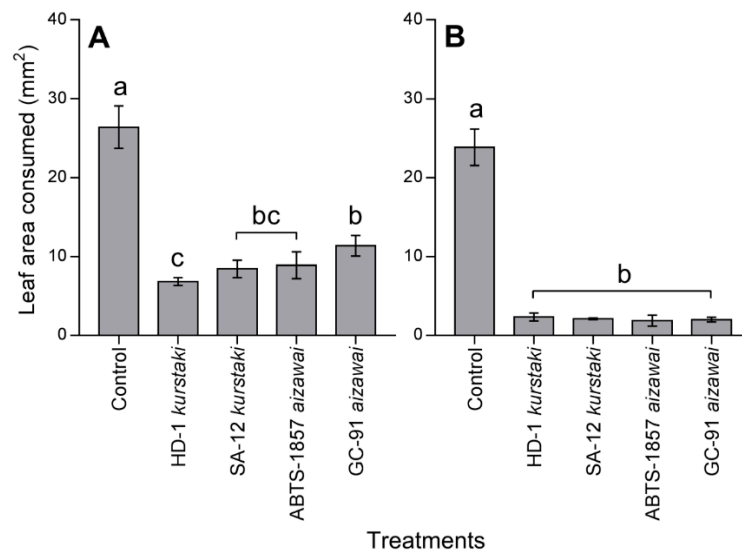 A
B
Leaf area consumed (mm²)
40
30
20
10
0
a
c
bc
b
40
30
20
10
0
a
b
Control
HD-1 kurstaki
SA-12 kurstaki
ABTS-1857 aizawai
GC-91 aizawai
Control
HD-1 kurstaki
SA-12 kurstaki
ABTS-1857 aizawai
GC-91 aizawai
Treatments